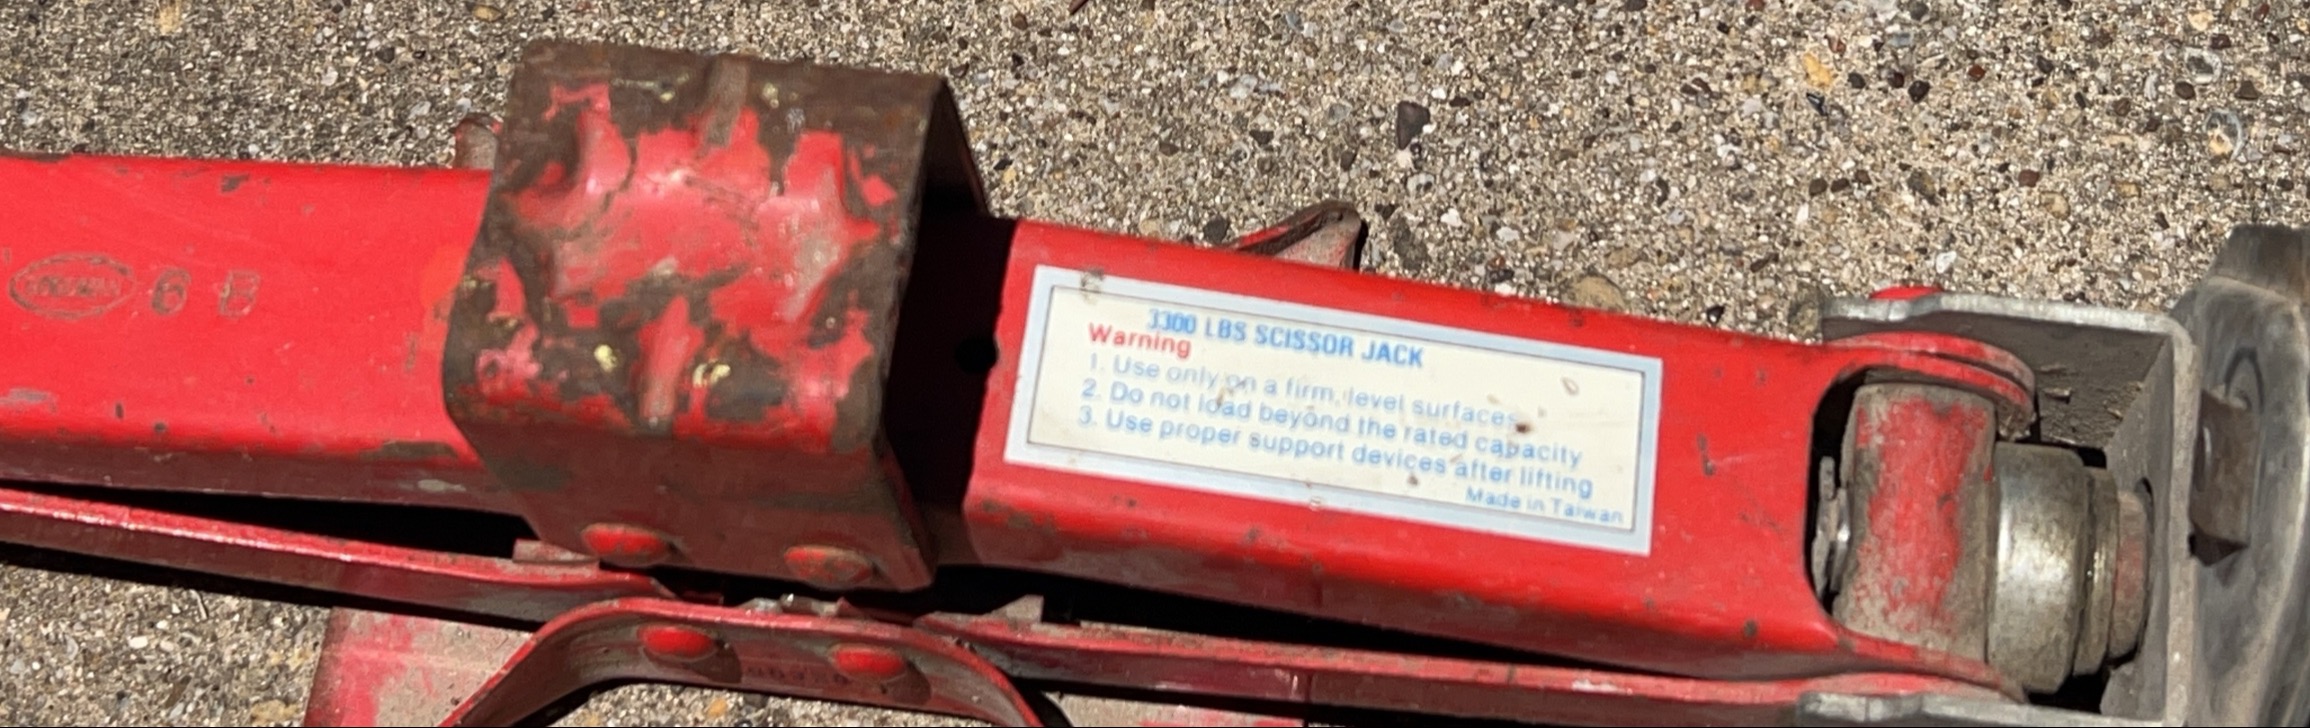 8 B
3300 LBS SCISSOR JACK
Warning
1. Use only on a firm, level surfaces
2. Do not load beyond the rated capacity
3. Use proper support devices after lifting
Made in Taiwan